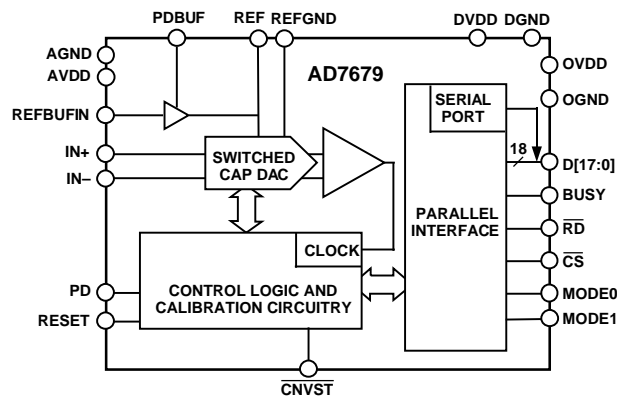 PDBUF
REF REFGND
DVDD DGND
AGND
AVDD
REFBUFIN
IN+
IN–
PD
RESET
AD7679
SWITCHED
CAP DAC
CLOCK
CONTROL LOGIC AND
CALIBRATION CIRCUITRY
SERIAL
PORT
18
PARALLEL
INTERFACE
OVDD
OGND
D[17:0]
BUSY
RD
CS
MODE0
MODE1
CNVST